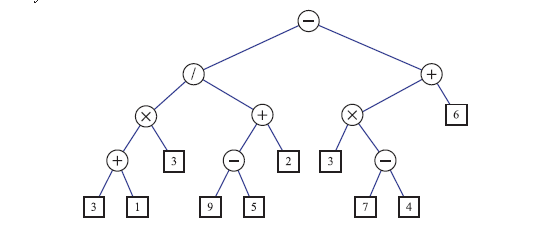 −
/ +
× + × 6
+ 3 − 2 3 −
3 1 9 5 7 4